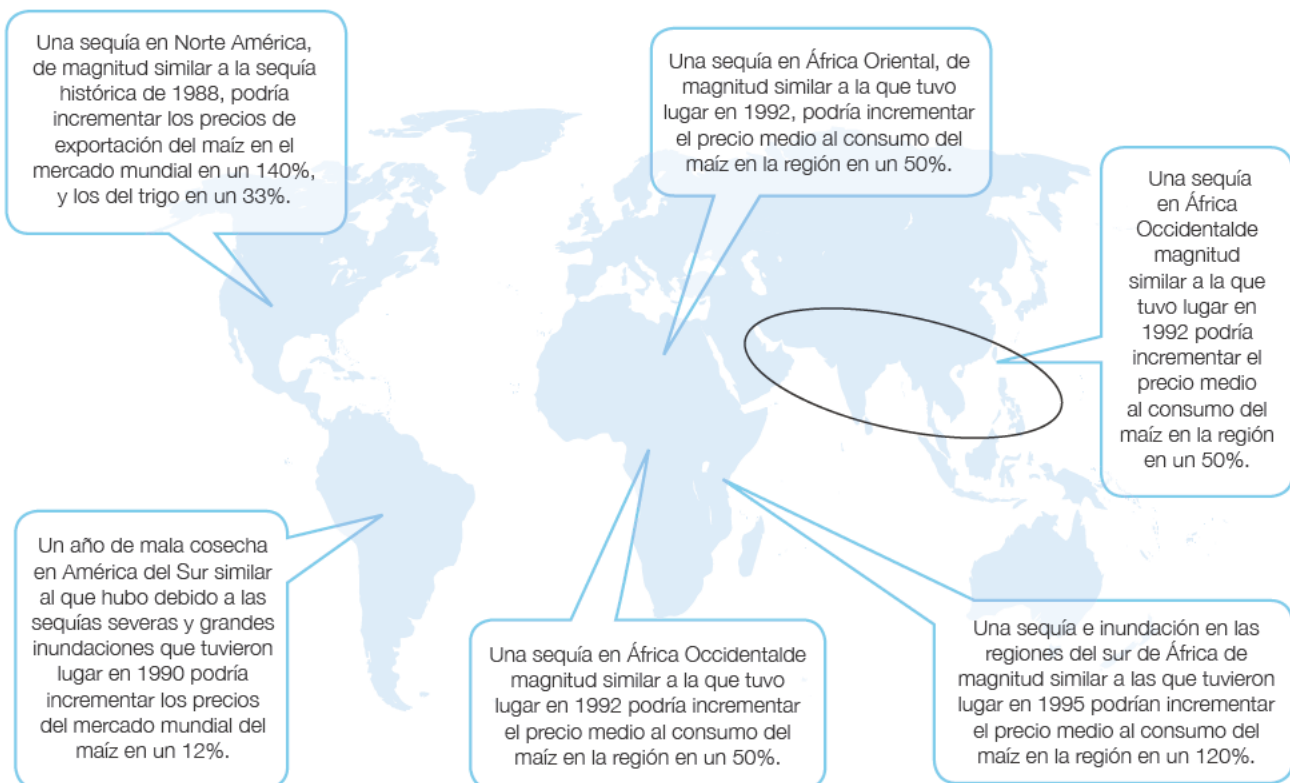 Una sequía en Norte América,
de magnitud similar a la sequía
histórica de 1988, podría
incrementar los precios de
exportación del maíz en el
mercado mundial en un 140%,
y los del trigo en un 33%.
Una sequía en África Oriental, de
magnitud similar a la que tuvo
lugar en 1992, podría incrementar
el precio medio al consumo del
maíz en la región en un 50%.
Una sequía
en África
Occidentalde
magnitud
similar a la que
tuvo lugar en
1992 podría
incrementar el
precio medio
al consumo del
maíz en la región
en un 50%.
Un año de mala cosecha
en América del Sur similar
al que hubo debido a las
sequías severas y grandes
inundaciones que tuvieron
lugar en 1990 podría
incrementar los precios
del mercado mundial del
maíz en un 12%.
Una sequía en África Occidentalde
magnitud similar a la que tuvo
lugar en 1992 podría incrementar
el precio medio al consumo del
maíz en la región en un 50%.
Una sequía e inundación en las
regiones del sur de África de
magnitud similar a las que tuvieron
lugar en 1995 podrían incrementar
el precio medio al consumo del
maíz en la región en un 120%.